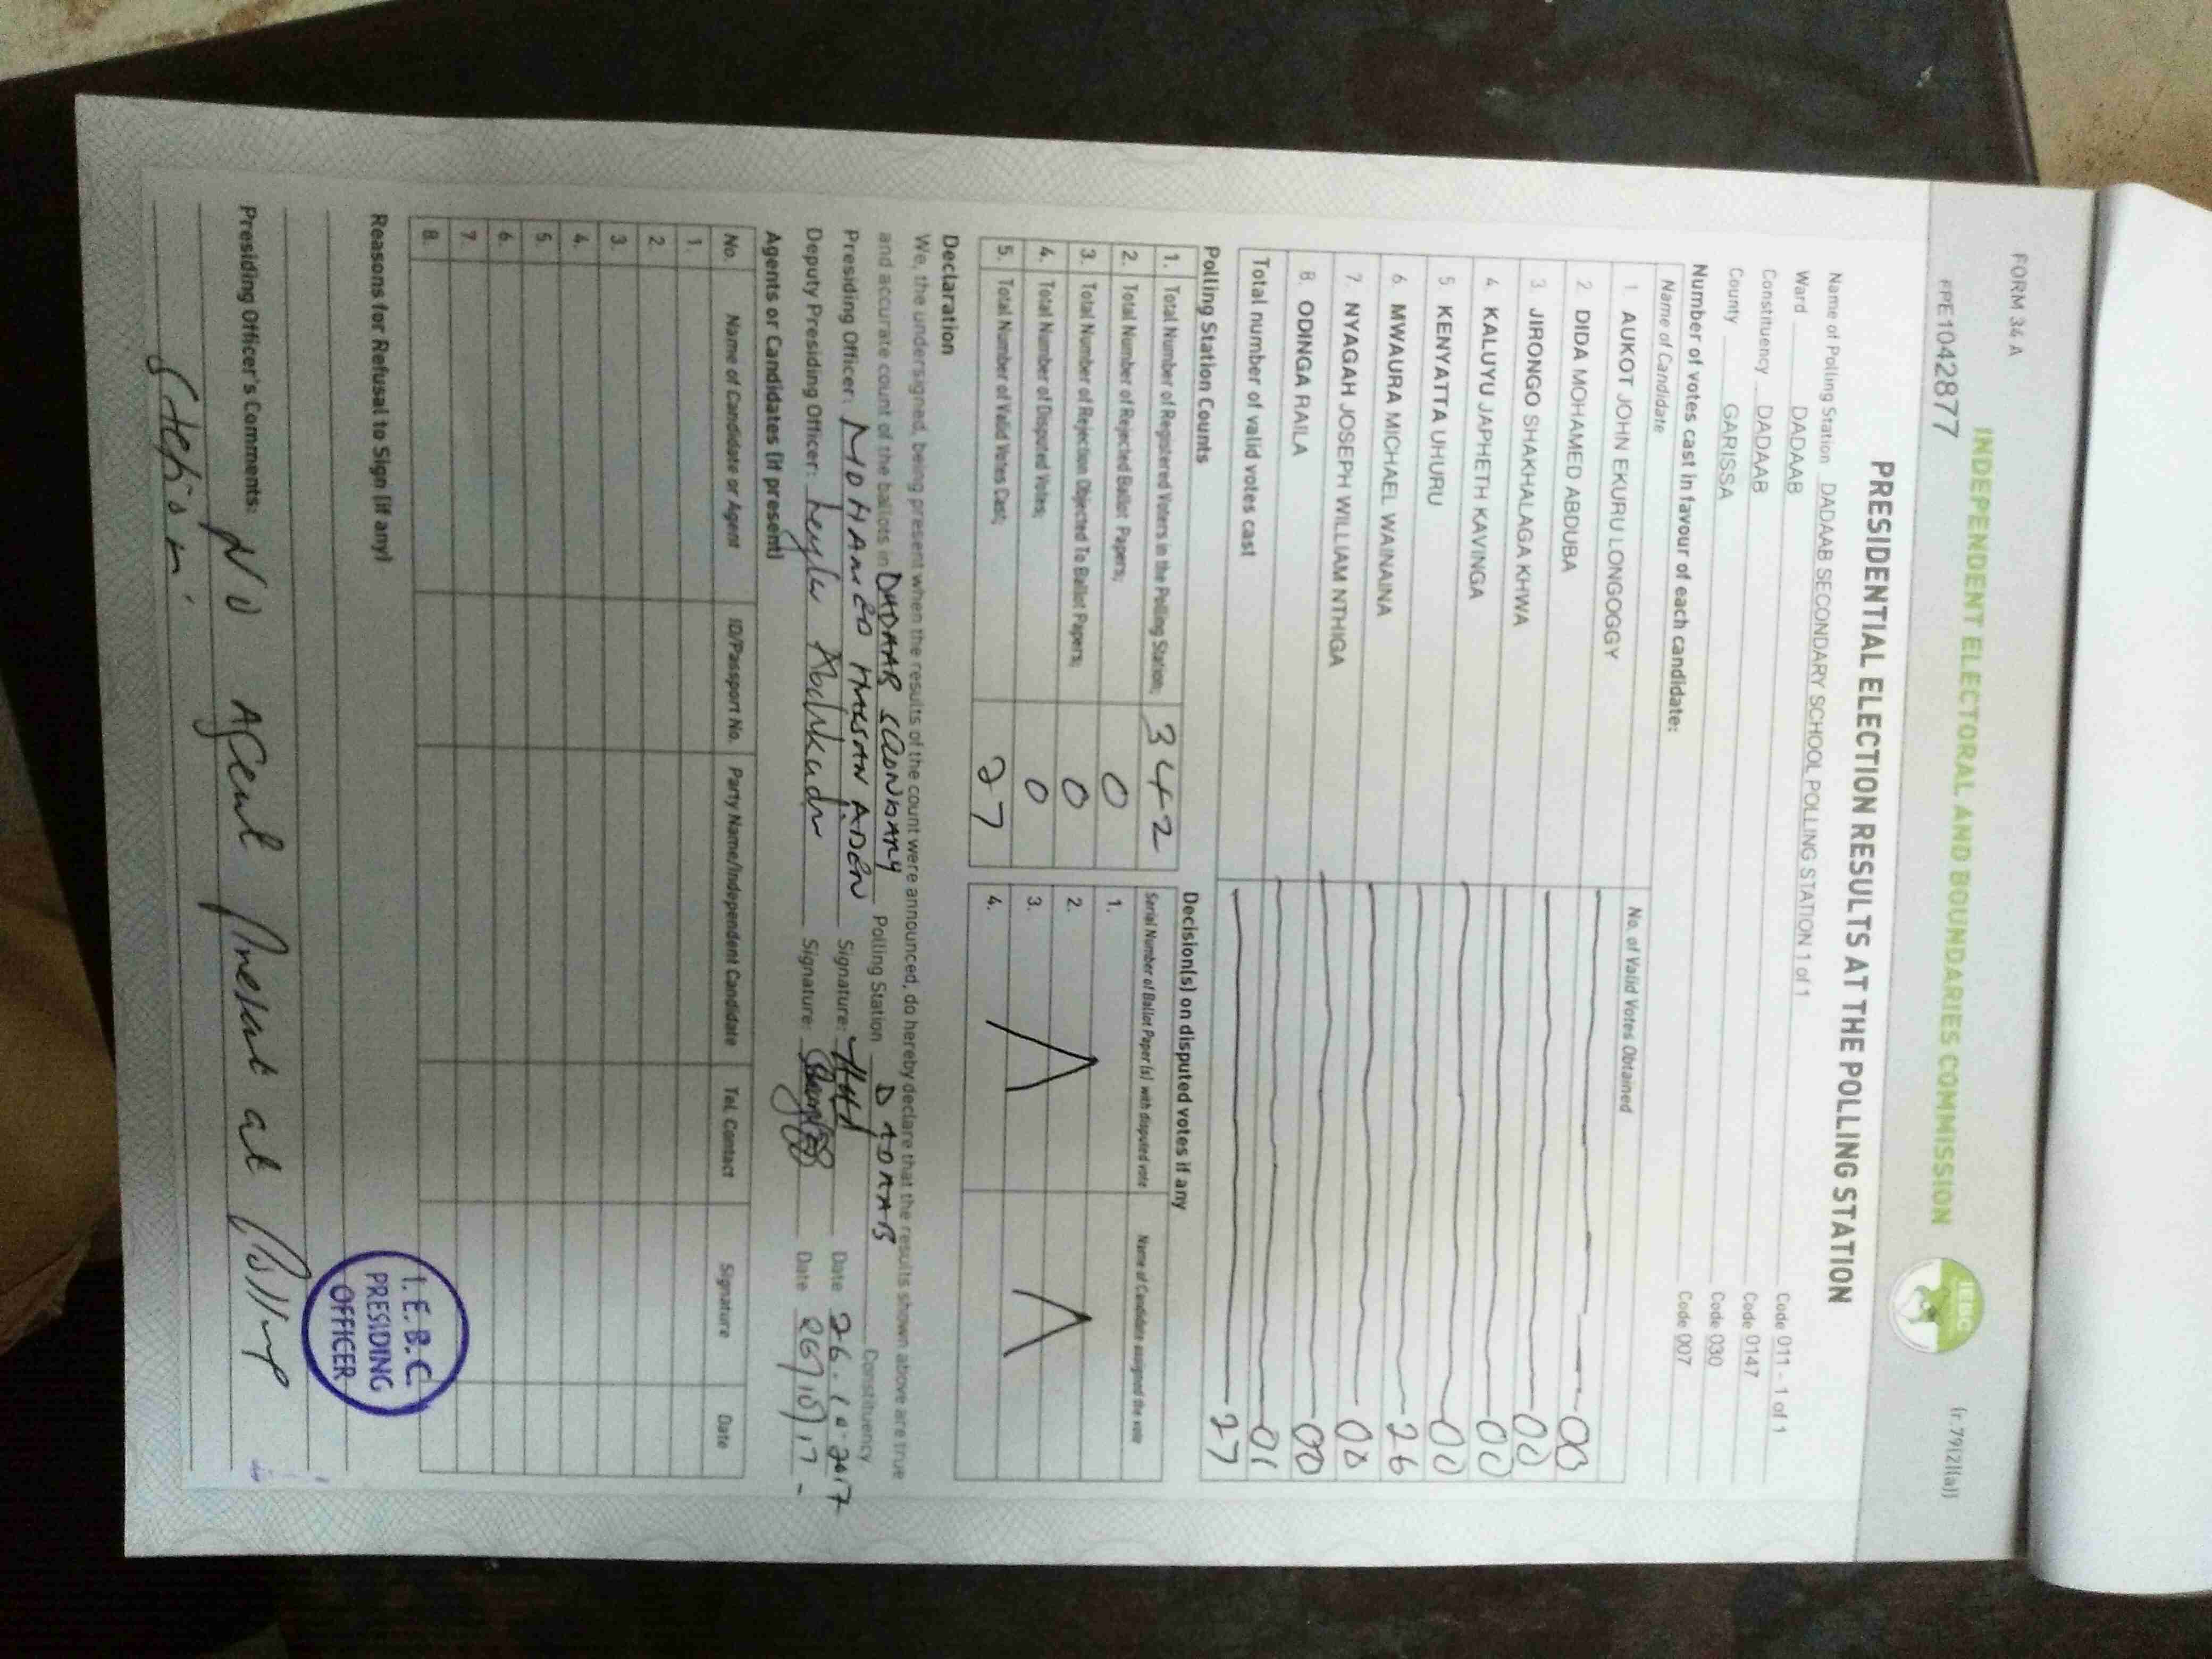 FORM 34 A
(r.79(2)(a))
INDEPENDENT ELECTORAL AND BOUNDARIES COMMISSION
IEBC
PRESIDENTIAL ELECTION RESULTS AT THE POLLING STATION
Name of Polling Station DADAAB SECONDARY SCHOOL POLLING STATION 1 of 1 Code 011 - 1 of 1
Ward DADAAB Code 0147
Constituency DADAAB Code 030
County GARISSA Code 007
Number of votes cast in favour of each candidate:
Name of Candidate No. of Valid Votes Obtained
1. AUKOT JOHN EKURU LONGOGGY 00
2 DIDA MOHAMED ABDUBA 00
3. JIRONGO SHAKHALAGA KHWA 00
4 KALUYU JAPHETH KAVINGA 00
5 KENYATTA UHURU 26
6 MWAURA MICHAEL WAINAINA 00
7. NYAGAH JOSEPH WILLIAM NTHIGA 00
8. ODINGA RAILA 01
Total number of valid votes cast 27
Polling Station Counts
1. Total Number of Registered Voters in the Polling Station; 342
2. Total Number of Rejected Ballot Papers; 0
3. Total Number of Rejection Objected To Ballot Papers; 0
4. Total Number of Disputed Votes; 0
5. Total Number of Valid Votes Cast; 27
Decision(s) on disputed votes if any
Serial Number of Ballot Paper(s) with disputed vote Name of Candidate assigned the vote
1.
2.
3.
4.
Declaration
We, the undersigned, being present when the results of the count were announced, do hereby declare that the results shown above are true
and accurate count of the ballots in DADAAB SECONDARY Polling Station DADAAB Constituency
Presiding Officer: MOHAMED HASSAN ADEN Signature: Date 26.10.2017
Deputy Presiding Officer: Signature: Date 26/10/17
Agents or Candidates (if present)
No. Name of Candidate or Agent ID/Passport No. Party Name/Independent Candidate Tel. Contact Signature Date
1.
2.
3.
4.
5.
6.
7.
8.
Reasons for Refusal to Sign (if any)
I.E.B.C
PRESIDING
OFFICER
Presiding Officer's Comments: No Agent Present at Polling
Station.